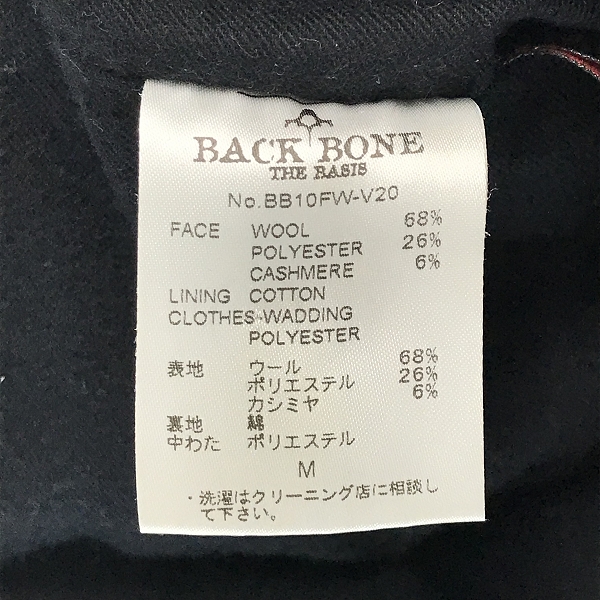 BACK BONE
THE BASIS
No.BB10FW-V20
FACE WOOL 68%
POLYESTER 26%
CASHMERE 6%
LINING COTTON
CLOTHES-WADDING
POLYESTER
表地 ウール 68%
ポリエステル 26%
カシミヤ 6%
裏地 綿
中わた ポリエステル
M
・洗濯はクリーニング店に相談し
て下さい。